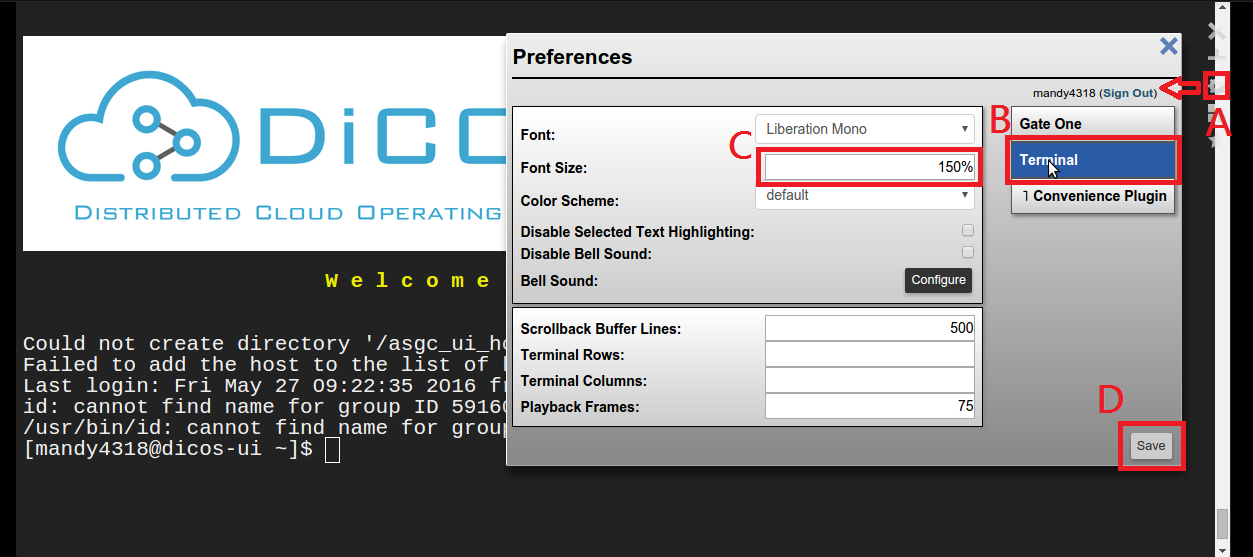 DiCO
DISTRIBUTED CLOUD OPERATING
Welcome
Could not create directory '/asgc_ui_ho
Failed to add the host to the list of
Last login: Fri May 27 09:22:35 2016 fr
id: cannot find name for group ID 59160
/usr/bin/id: cannot find name for group
[mandy4318@dicos-ui ~]$
Preferences
mandy4318 (Sign Out)
A
B
Gate One
Terminal
Convenience Plugin
Font:
Liberation Mono
C
Font Size:
150%
Color Scheme:
default
Disable Selected Text Highlighting:
Disable Bell Sound:
Bell Sound:
Configure
Scrollback Buffer Lines:
500
Terminal Rows:
Terminal Columns:
Playback Frames:
75
D
Save